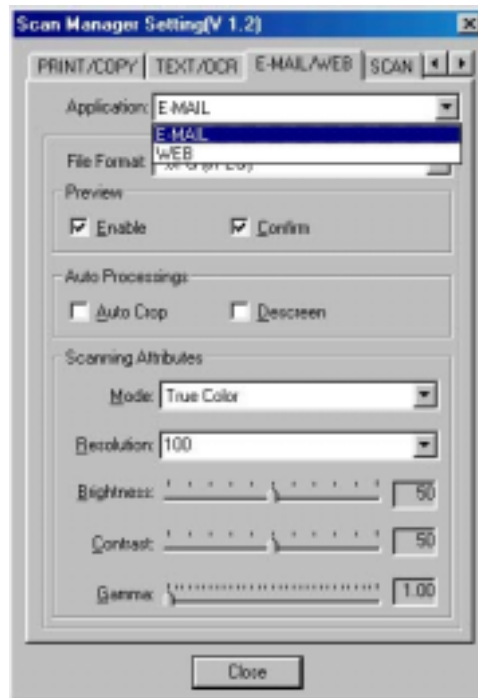 Scan Manager Setting(V 1.2)
PRINT/COPY TEXT/OCR E-MAIL/WEB SCAN
Application: E-MAIL
E-MAIL
WEB
File Format:
Preview
Enable Confirm
Auto Processings
Auto Crop Descreen
Scanning Attributes
Mode: True Color
Resolution: 100
Brightness: 50
Contrast: 50
Gamma: 1.00
Close